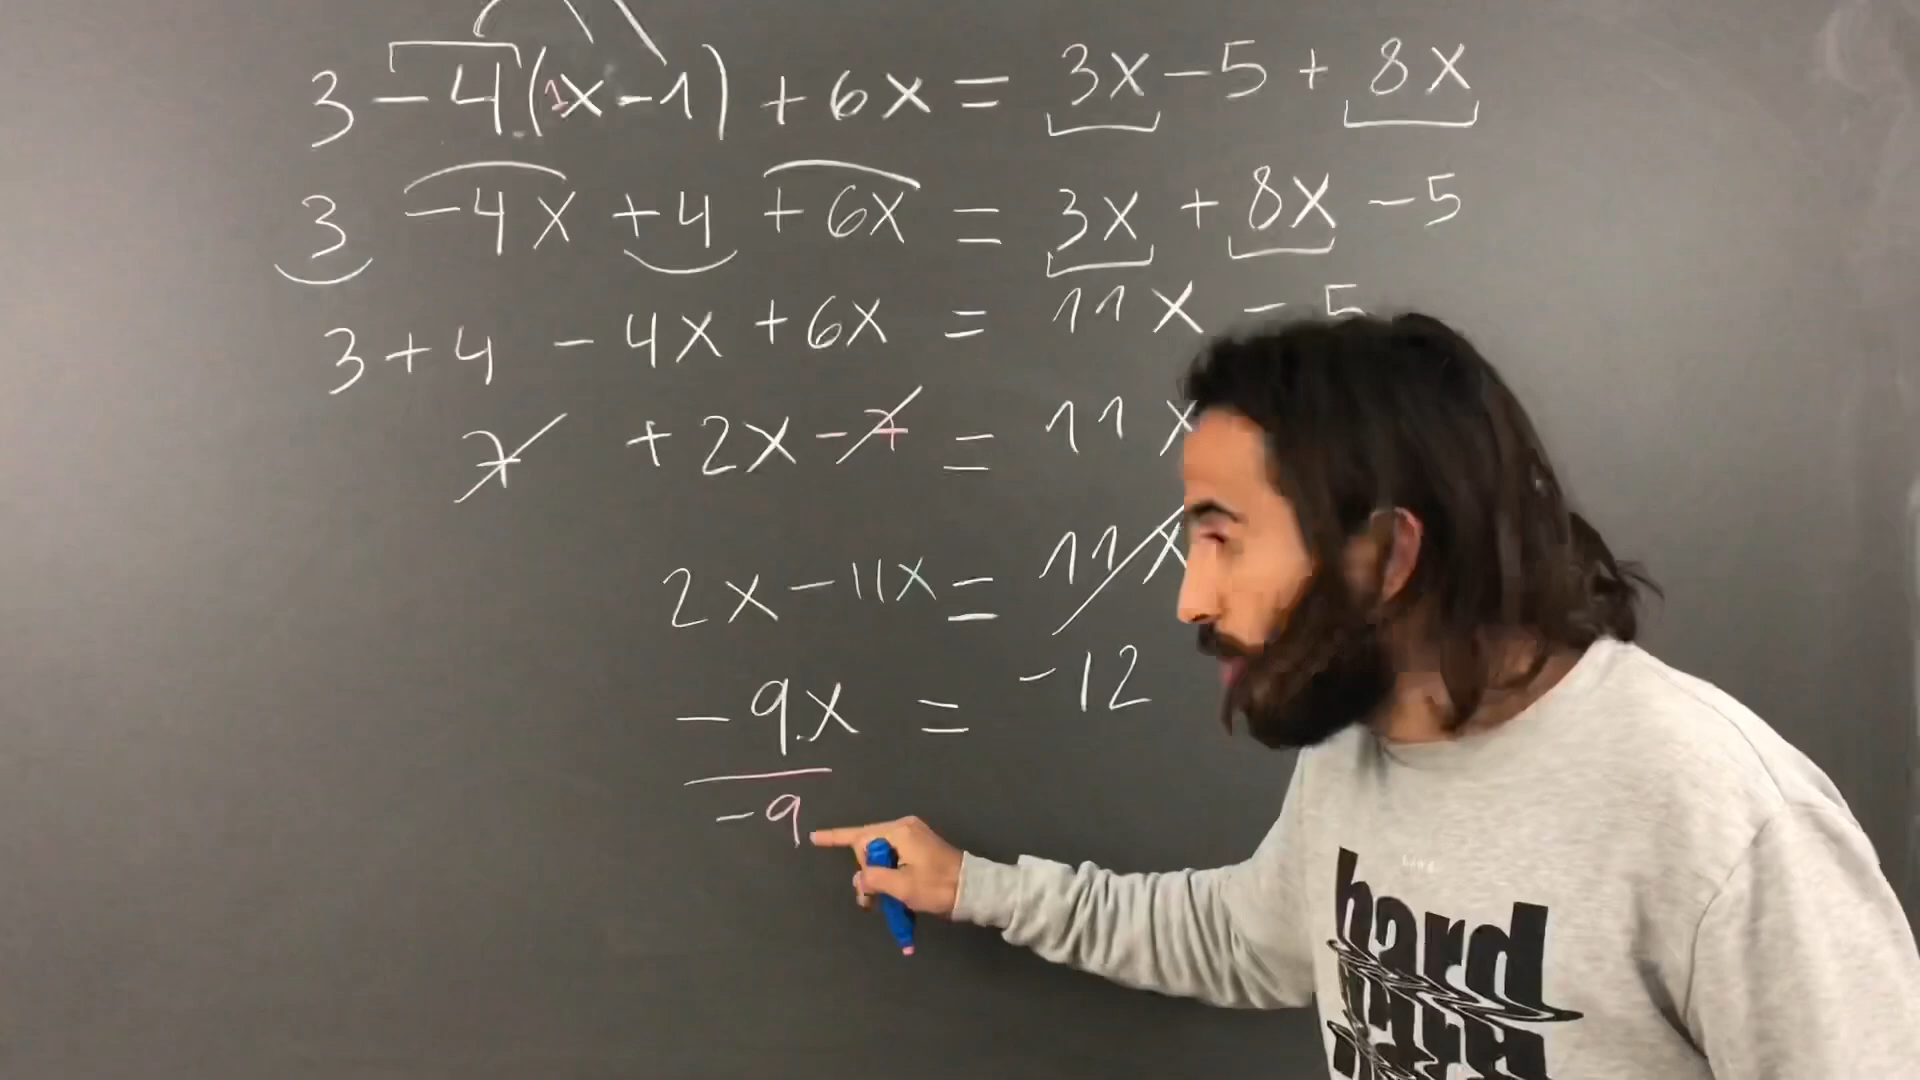 3 - 4(1x - 1) + 6x = 3x - 5 + 8x
3 - 4x + 4 + 6x = 3x + 8x - 5
3 + 4 - 4x + 6x = 11x - 5
7 + 2x - 7 = 11x
2x - 11x = 11x
-9x = -12
-9
hard